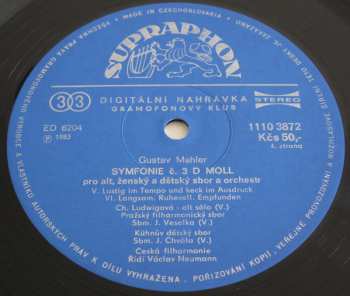 MADE IN CZECHOSLOVAKIA
VŠECHNA PRÁVA GRAMOFONOVÉHO VÝROBCE A VLASTNÍKŮ AUTORSKÝCH PRÁV K DÍLU VYHRAŽENA. POŘIZOVÁNÍ KOPIÍ, VEŘEJNÉ PROVOZOVÁNÍ
SUPRAPHON
33
DIGITÁLNÍ NAHRÁVKA
GRAMOFONOVÝ KLUB
STEREO
ED 6204
℗ 1983
1110 3872
Kčs 50,-
4. strana
Gustav Mahler
SYMFONIE č. 3 D MOLL
pro alt, ženský a dětský sbor a orchestr
V. Lustig im Tempo und keck im Ausdruck
VI. Langsam. Ruhevoll. Empfunden
Ch. Ludwigová - alt sólo (V.)
Pražský filharmonický sbor
Sbm. J. Veselka (V.)
Kühnův dětský sbor
Sbm. J. Chvála (V.)
Česká filharmonie
Řídí Václav Neumann